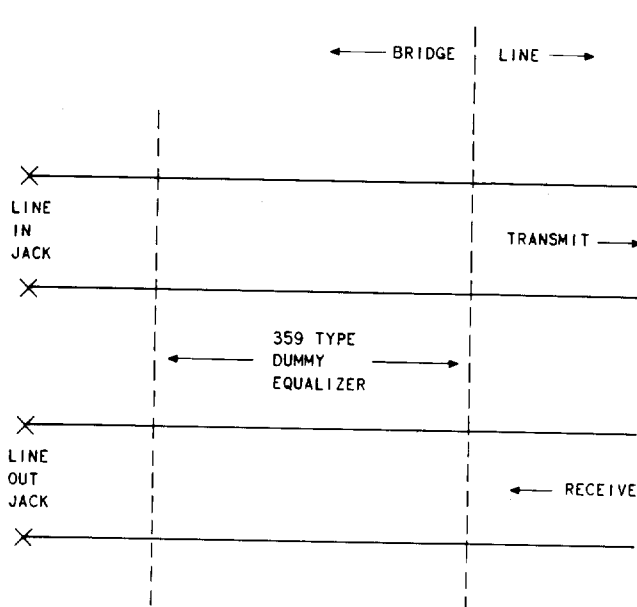 BRIDGE
LINE
LINE
IN
JACK
TRANSMIT
359 TYPE
DUMMY
EQUALIZER
LINE
OUT
JACK
RECEIVE